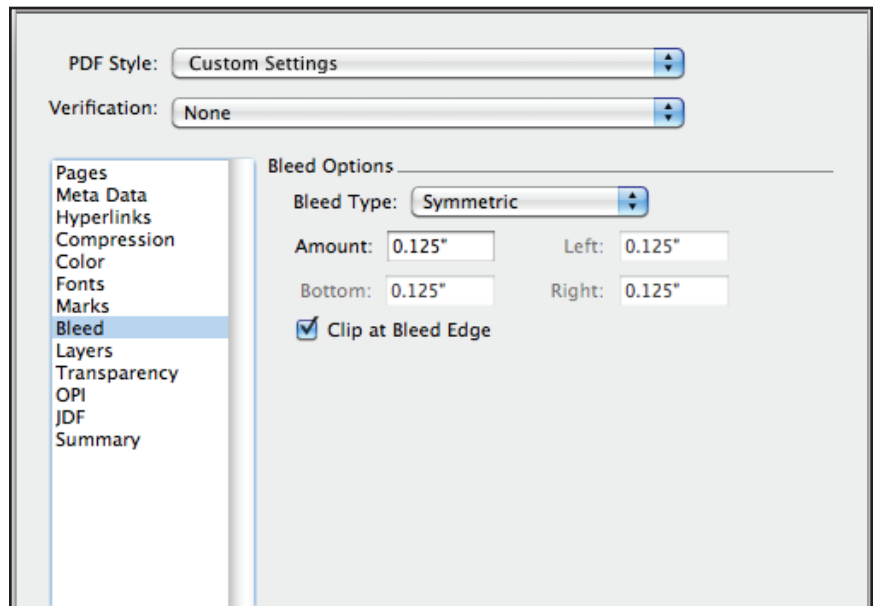 PDF Style: Custom Settings
Verification: None
Bleed Options
Pages
Meta Data
Hyperlinks
Compression
Color
Fonts
Marks
Bleed
Layers
Transparency
OPI
JDF
Summary
Bleed Type: Symmetric
Amount: 0.125" Left: 0.125"
Bottom: 0.125" Right: 0.125"
Clip at Bleed Edge